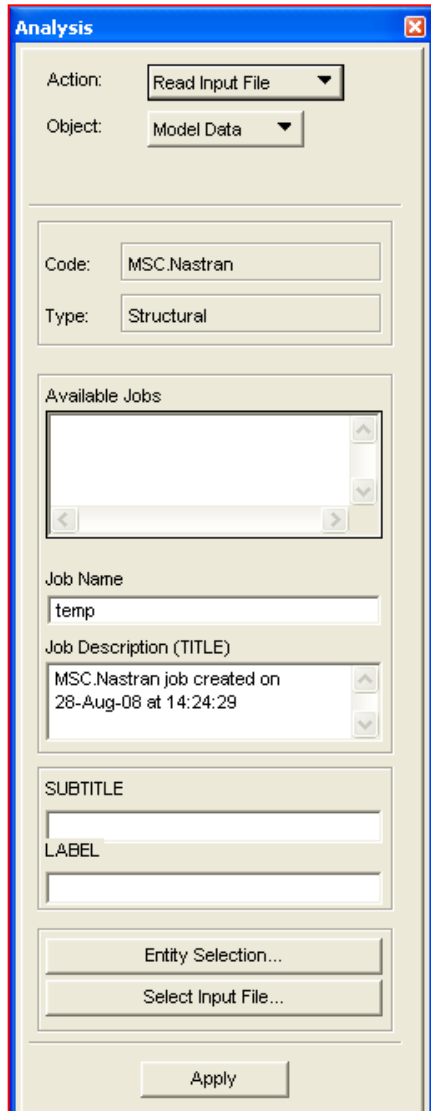 Analysis
Action: Read Input File
Object: Model Data
Code: MSC.Nastran
Type: Structural
Available Jobs
Job Name
temp
Job Description (TITLE)
MSC.Nastran job created on
28-Aug-08 at 14:24:29
SUBTITLE
LABEL
Entity Selection...
Select Input File...
Apply